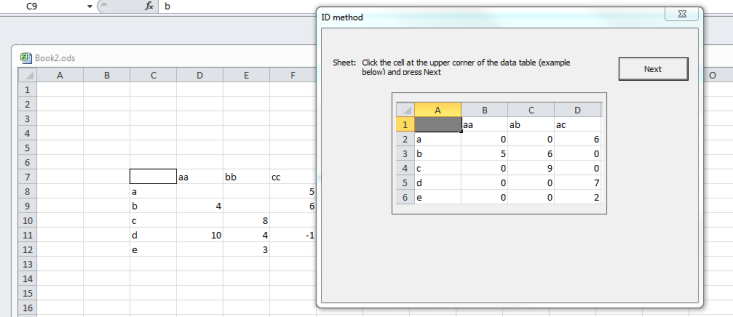 C9 fx b
ID method
Book2.ods
Sheet: Click the cell at the upper corner of the data table (example
below) and press Next
Next
A B C D E F O
1
2
3
4
5
6
7 aa bb cc
8 a 5
9 b 4 6
10 c 8
11 d 10 4 -1
12 e 3
13
14
15
16
A B C D
1 aa ab ac
2 a 0 0 6
3 b 5 6 0
4 c 0 9 0
5 d 0 0 7
6 e 0 0 2